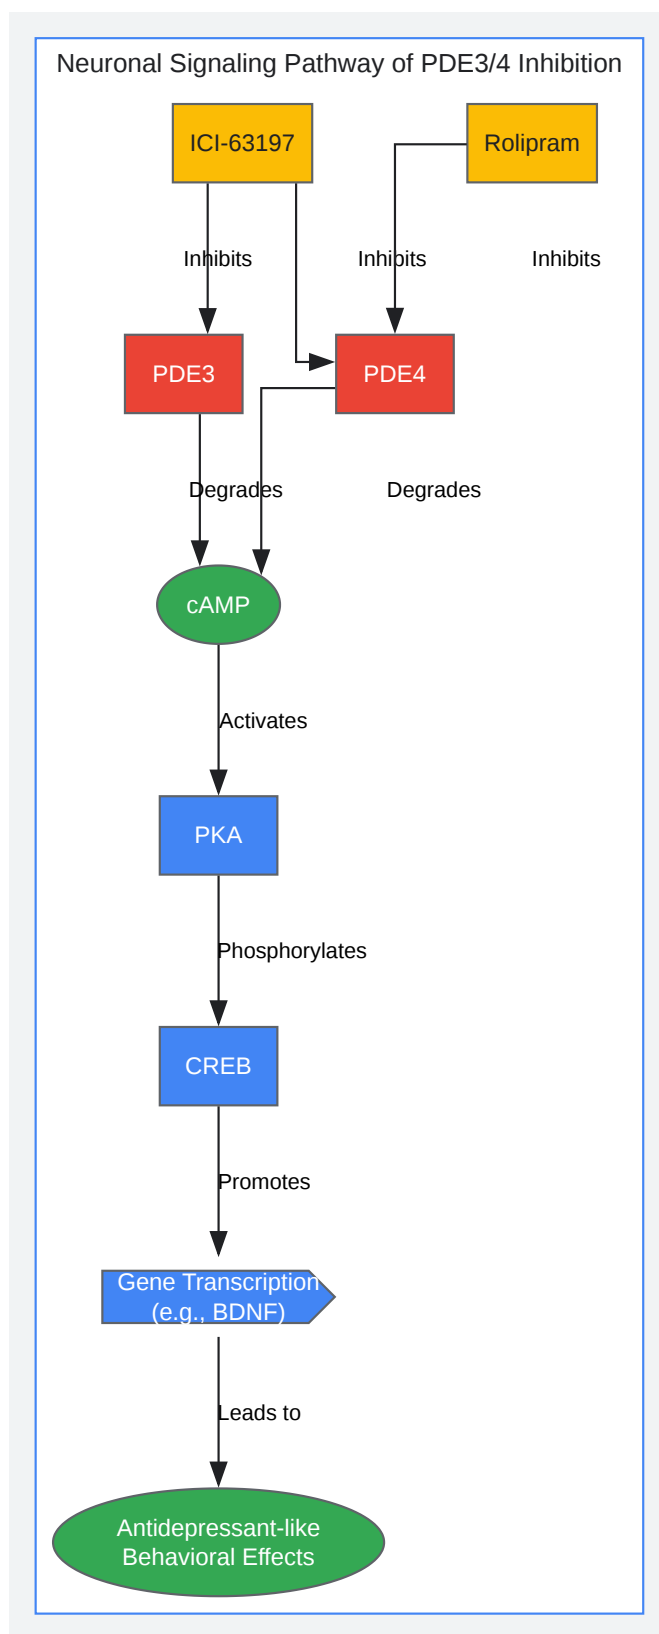 Neuronal Signaling Pathway of PDE3/4 Inhibition
ICI-63197
Rolipram
Inhibits
Inhibits
Inhibits
PDE3
PDE4
Degrades
Degrades
cAMP
Activates
PKA
Phosphorylates
CREB
Promotes
Gene Transcription
(e.g., BDNF)
Leads to
Antidepressant-like
Behavioral Effects